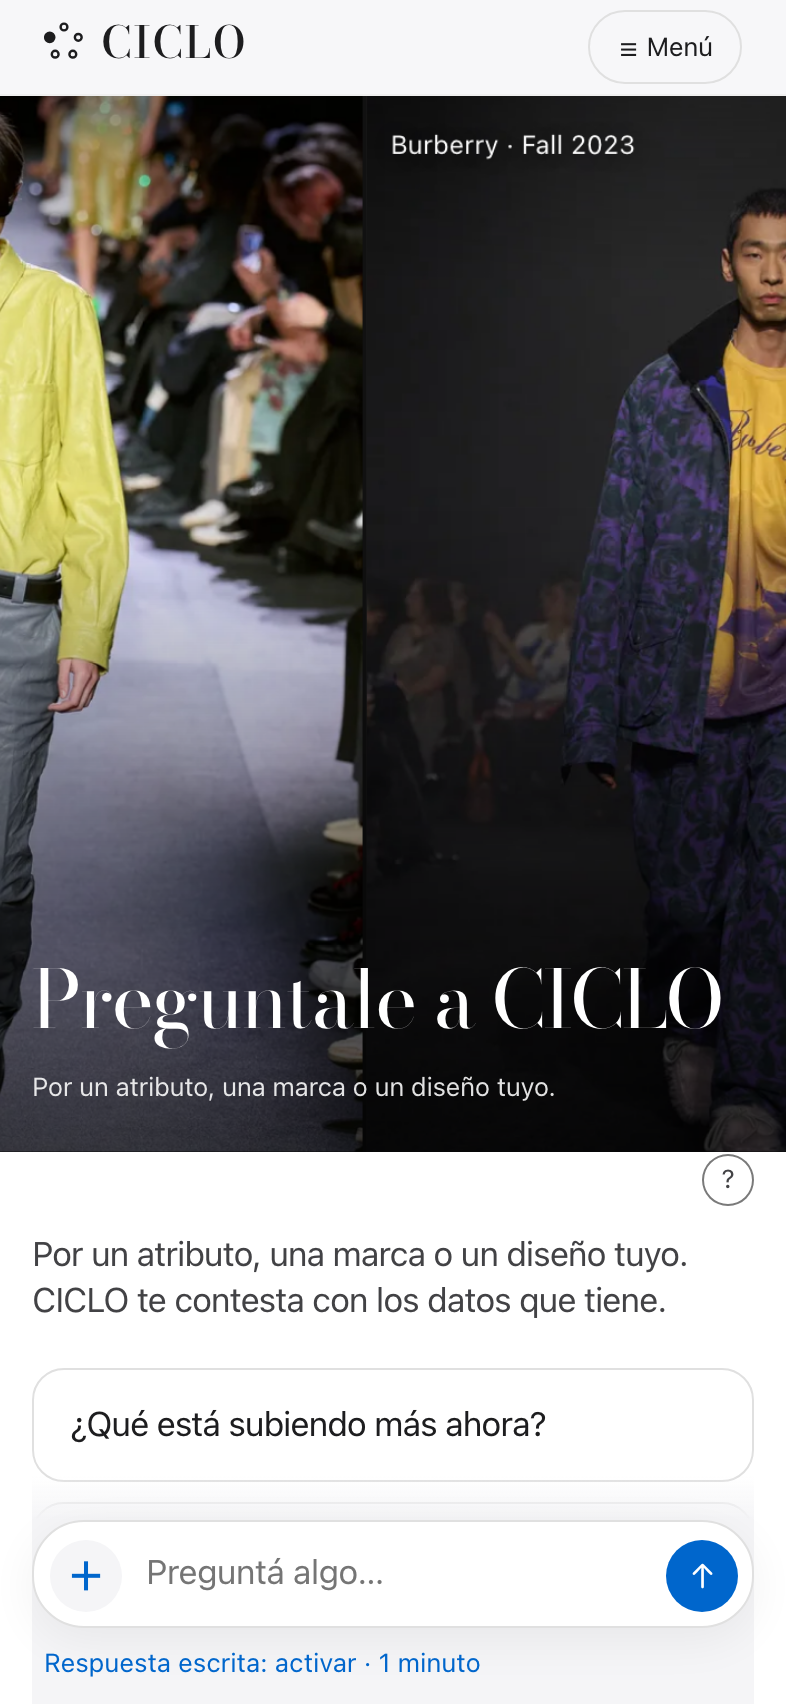 CICLO
≡ Menú
Burberry · Fall 2023
Preguntale a CICLO
Por un atributo, una marca o un diseño tuyo.
?
Por un atributo, una marca o un diseño tuyo.
CICLO te contesta con los datos que tiene.
¿Qué está subiendo más ahora?
+ Preguntá algo...
Respuesta escrita: activar · 1 minuto